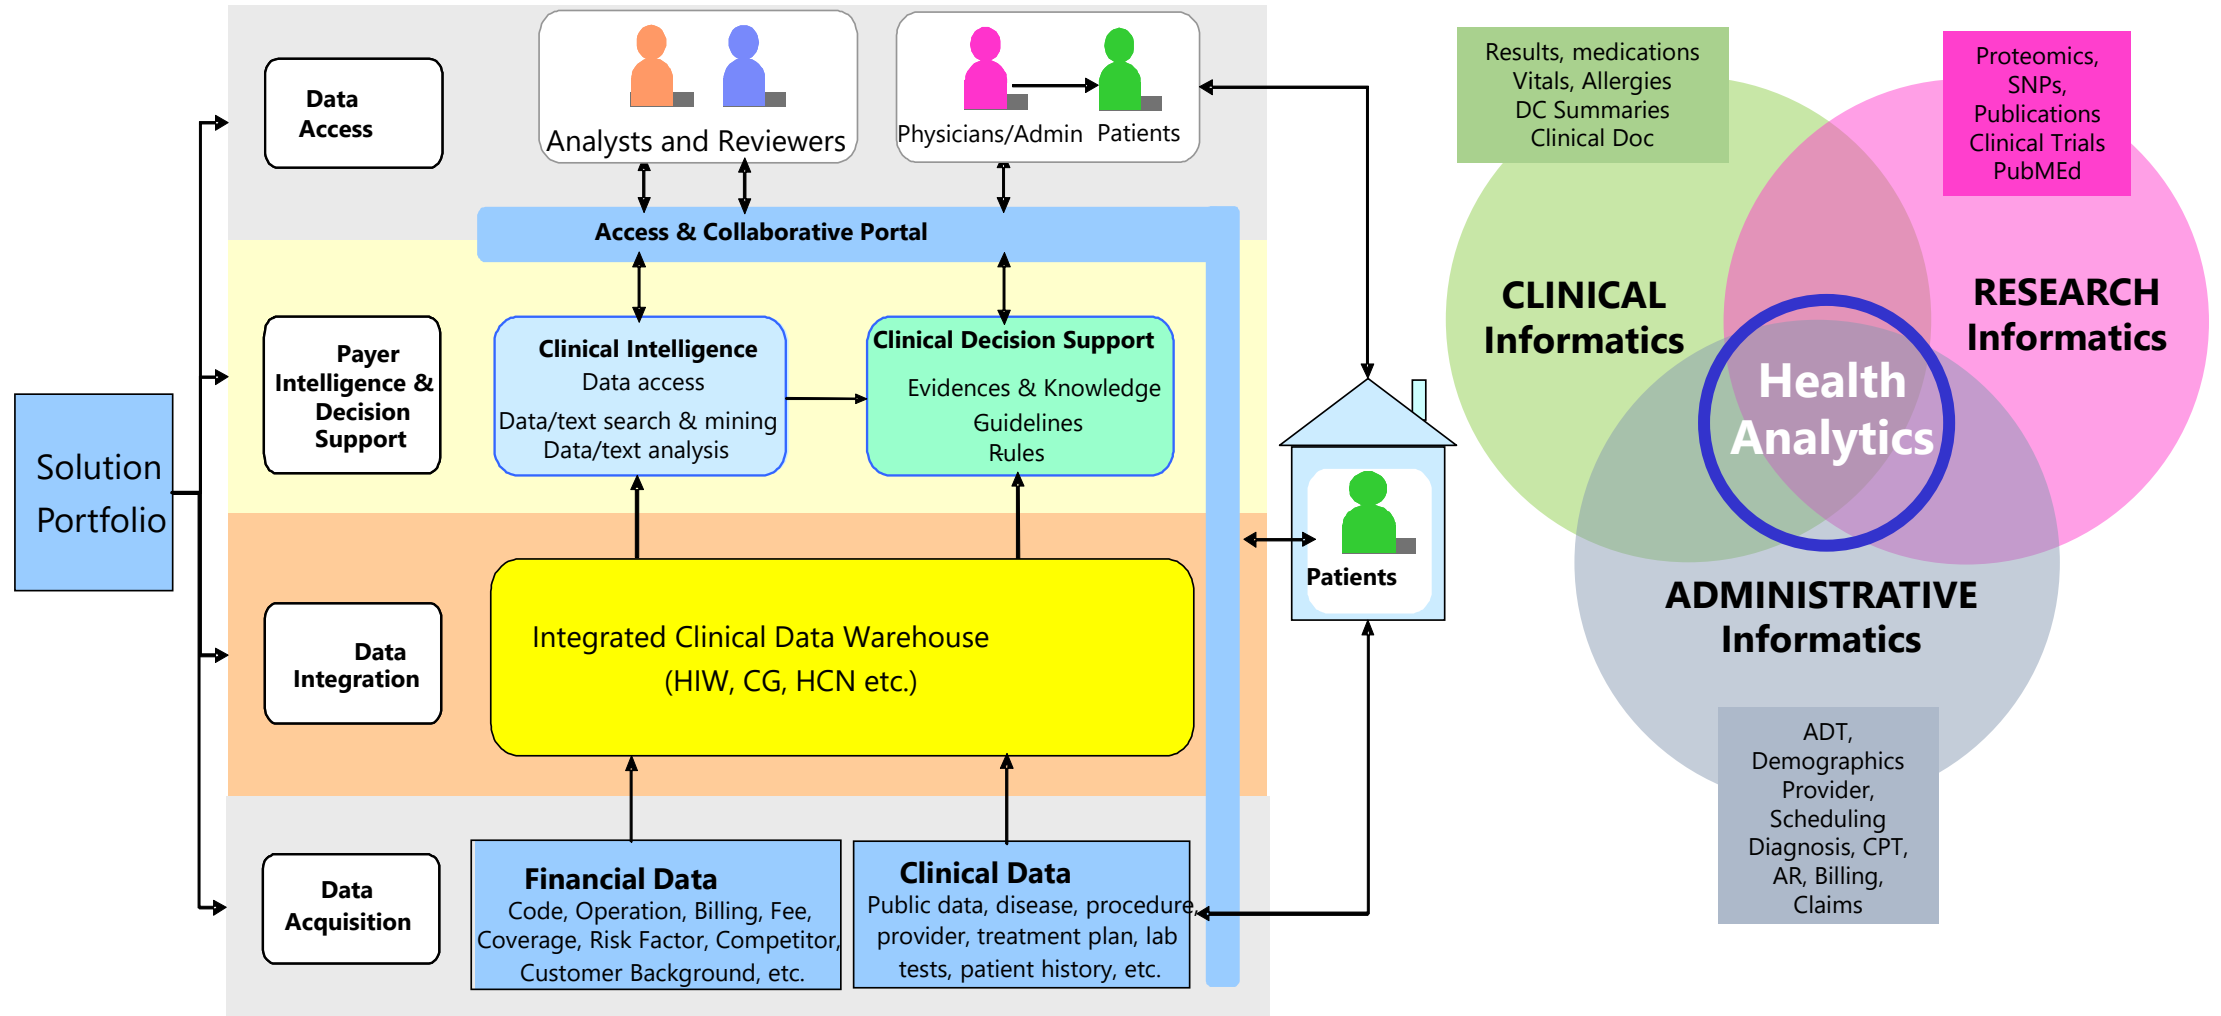 Solution
Portfolio
Data
Access
Payer
Intelligence &
Decision
Support
Data
Integration
Data
Acquisition
Analysts and Reviewers
Physicians/Admin
Patients
Access & Collaborative Portal
Clinical Intelligence
Data access
Data/text search & mining
Data/text analysis
Clinical Decision Support
Evidences & Knowledge
Guidelines
Rules
Integrated Clinical Data Warehouse
(HIW, CG, HCN etc.)
Financial Data
Code, Operation, Billing, Fee,
Coverage, Risk Factor, Competitor,
Customer Background, etc.
Clinical Data
Public data, disease, procedure,
provider, treatment plan, lab
tests, patient history, etc.
Patients
Results, medications
Vitals, Allergies
DC Summaries
Clinical Doc
Proteomics,
SNPs,
Publications
Clinical Trials
PubMEd
CLINICAL
Informatics
RESEARCH
Informatics
Health
Analytics
ADMINISTRATIVE
Informatics
ADT,
Demographics
Provider,
Scheduling
Diagnosis, CPT,
AR, Billing,
Claims